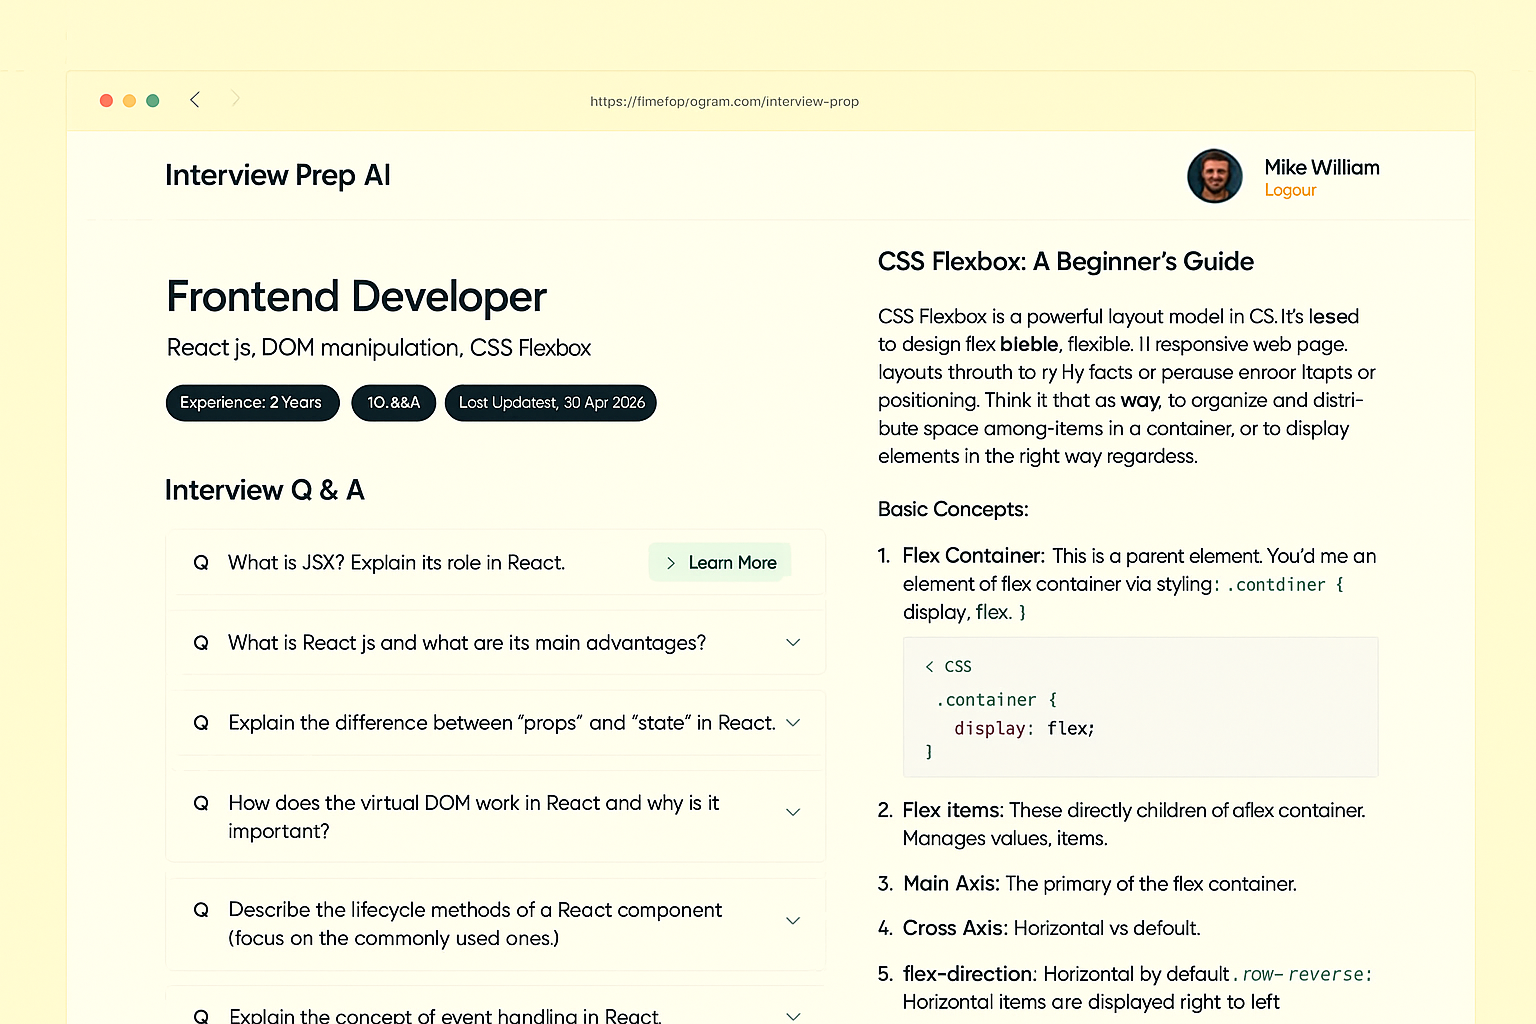 https://fimefop/ogram.com/interview-prop
Interview Prep AI
Mike William
Logour
Frontend Developer
React js, DOM manipulation, CSS Flexbox
Experience: 2 Years
10.&&A
Lost Updatest, 30 Apr 2026
Interview Q & A
Q What is JSX? Explain its role in React.
> Learn More
Q What is React js and what are its main advantages?
Q Explain the difference between “props” and “state” in React.
Q How does the virtual DOM work in React and why is it
important?
Q Describe the lifecycle methods of a React component
(focus on the commonly used ones.)
Q Explain the concept of event handling in React.
CSS Flexbox: A Beginner’s Guide
CSS Flexbox is a powerful layout model in CS. It’s lesed
to design flex bieble, flexible. II responsive web page.
layouts throuth to ry Hy facts or perause enroor Itapts or
positioning. Think it that as way, to organize and distri-
bute space among-items in a container, or to display
elements in the right way regardess.
Basic Concepts:
1. Flex Container: This is a parent element. You’d me an
element of flex container via styling: .contdiner {
display, flex. }
< CSS
.container {
display: flex;
]
2. Flex items: These directly children of aflex container.
Manages values, items.
3. Main Axis: The primary of the flex container.
4. Cross Axis: Horizontal vs defoult.
5. flex-direction: Horizontal by default.row-reverse:
Horizontal items are displayed right to left